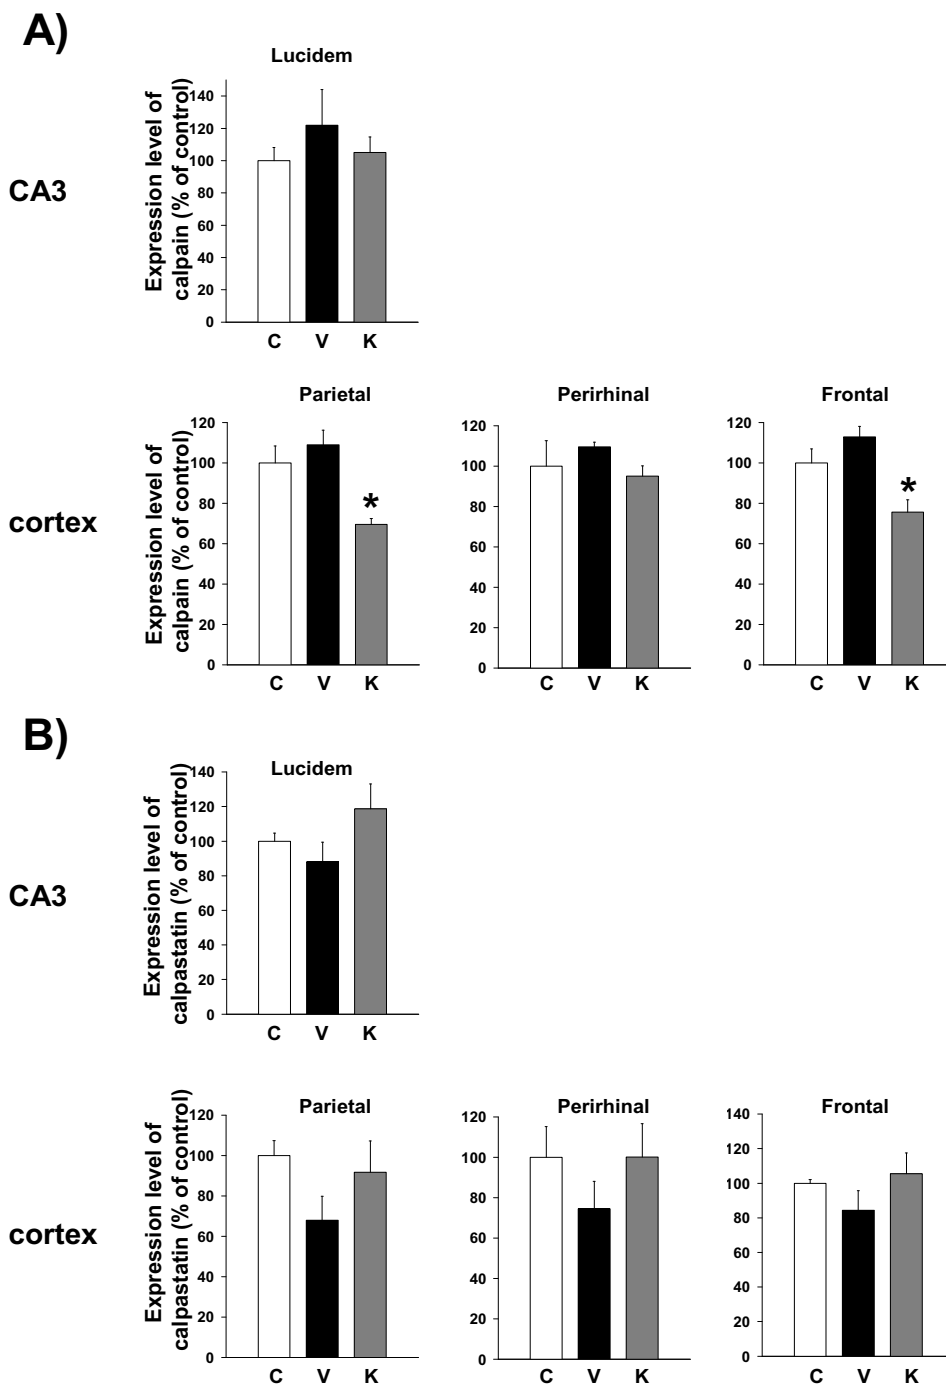 A)
Lucidem
CA3
Expression level of
calpain (% of control)
140
120
100
80
60
40
20
0
C V K
Parietal
cortex
Expression level of
calpain (% of control)
120
100
80
60
40
20
0
*
C V K
Perirhinal
120
100
80
60
40
20
0
C V K
Frontal
120
100
80
60
40
20
0
*
C V K
B)
Lucidem
CA3
Expression level of
calpastatin (% of control)
140
120
100
80
60
40
20
0
C V K
Parietal
cortex
Expression level of
calpastatin (% of control)
120
100
80
60
40
20
0
C V K
Perirhinal
120
100
80
60
40
20
0
C V K
Frontal
140
120
100
80
60
40
20
0
C V K